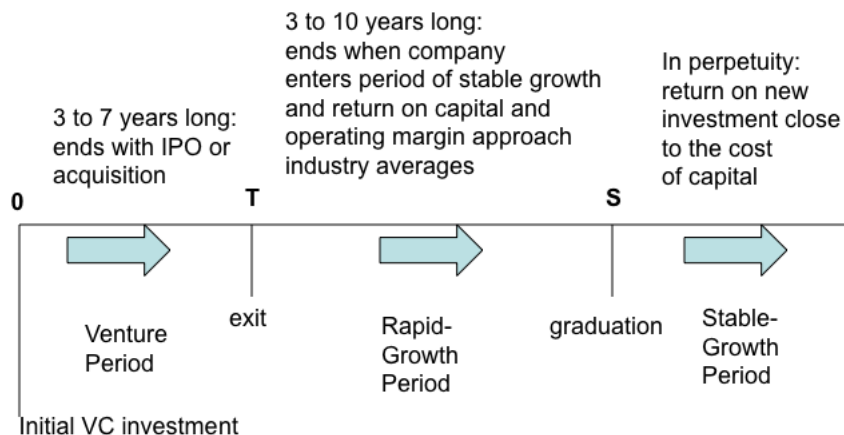 3 to 7 years long:
ends with IPO or
acquisition
3 to 10 years long:
ends when company
enters period of stable growth
and return on capital and
operating margin approach
industry averages
In perpetuity:
return on new
investment close
to the cost
of capital
0
T
S
Venture
Period
exit
Rapid-
Growth
Period
graduation
Stable-
Growth
Period
Initial VC investment